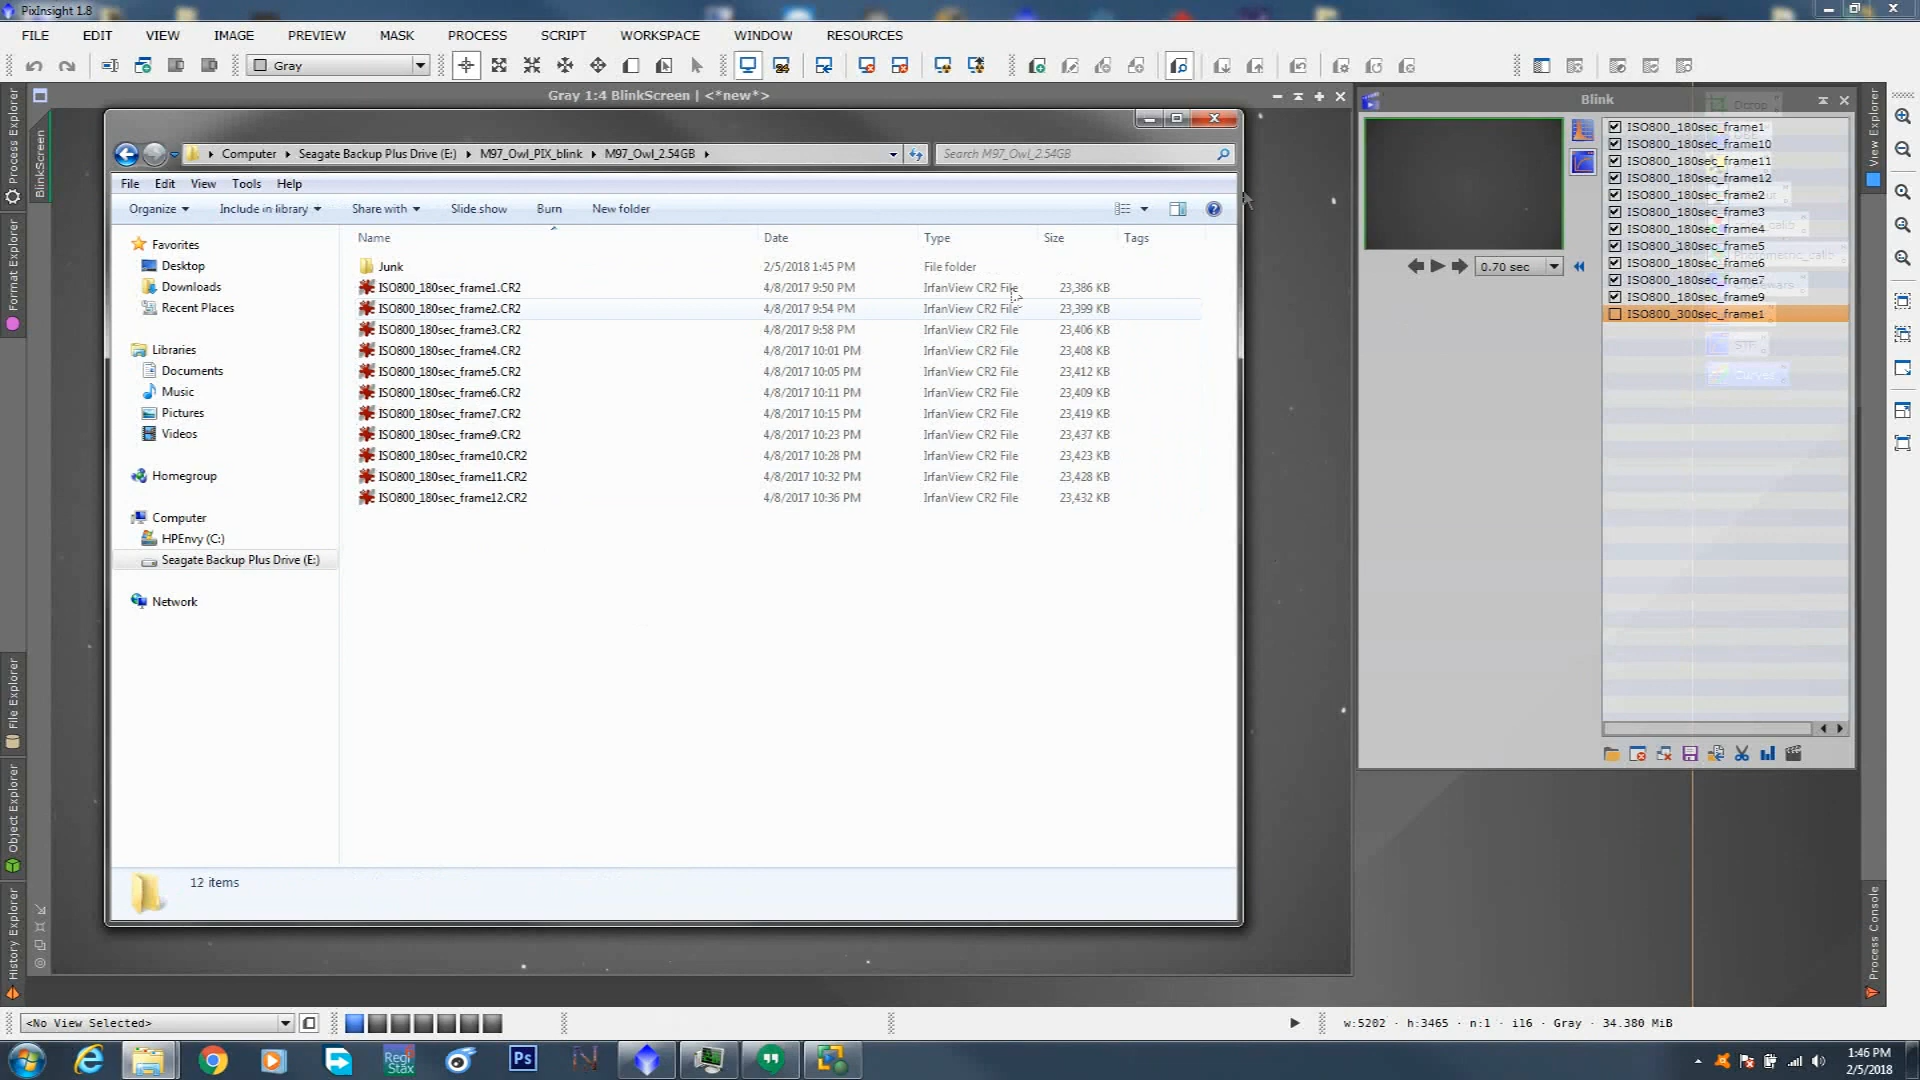 PixInsight 1.8
FILE EDIT VIEW IMAGE PREVIEW MASK PROCESS SCRIPT WORKSPACE WINDOW RESOURCES
Gray
Gray 1:4 BlinkScreen | <*new*>
Process Explorer
Format Explorer
File Explorer
Object Explorer
History Explorer
BlinkScreen
Computer Seagate Backup Plus Drive (E:) M97_Owl_PIX_blink M97_Owl_2.54GB
Search M97_Owl_2.54GB
File Edit View Tools Help
Organize Include in library Share with Slide show Burn New folder
Favorites
Desktop
Downloads
Recent Places
Libraries
Documents
Music
Pictures
Videos
Homegroup
Computer
HPEnvy (C:)
Seagate Backup Plus Drive (E:)
Network
Name Date Type Size Tags
Junk 2/5/2018 1:45 PM File folder
ISO800_180sec_frame1.CR2 4/8/2017 9:50 PM IrfanView CR2 File 23,386 KB
ISO800_180sec_frame2.CR2 4/8/2017 9:54 PM IrfanView CR2 File 23,399 KB
ISO800_180sec_frame3.CR2 4/8/2017 9:58 PM IrfanView CR2 File 23,406 KB
ISO800_180sec_frame4.CR2 4/8/2017 10:01 PM IrfanView CR2 File 23,408 KB
ISO800_180sec_frame5.CR2 4/8/2017 10:05 PM IrfanView CR2 File 23,412 KB
ISO800_180sec_frame6.CR2 4/8/2017 10:11 PM IrfanView CR2 File 23,409 KB
ISO800_180sec_frame7.CR2 4/8/2017 10:15 PM IrfanView CR2 File 23,419 KB
ISO800_180sec_frame9.CR2 4/8/2017 10:23 PM IrfanView CR2 File 23,437 KB
ISO800_180sec_frame10.CR2 4/8/2017 10:28 PM IrfanView CR2 File 23,423 KB
ISO800_180sec_frame11.CR2 4/8/2017 10:32 PM IrfanView CR2 File 23,428 KB
ISO800_180sec_frame12.CR2 4/8/2017 10:36 PM IrfanView CR2 File 23,432 KB
12 items
Blink
0.70 sec
ISO800_180sec_frame1
ISO800_180sec_frame10
ISO800_180sec_frame11
ISO800_180sec_frame12
ISO800_180sec_frame2
ISO800_180sec_frame3
ISO800_180sec_frame4
ISO800_180sec_frame5
ISO800_180sec_frame6
ISO800_180sec_frame7
ISO800_180sec_frame9
ISO800_300sec_frame1
Dcrop
STF
Curves
View Explorer
Process Console
<No View Selected>
w:5202 · h:3465 · n:1 · i16 · Gray · 34.380 MiB
Regi
Stax
Ps
1:46 PM
2/5/2018